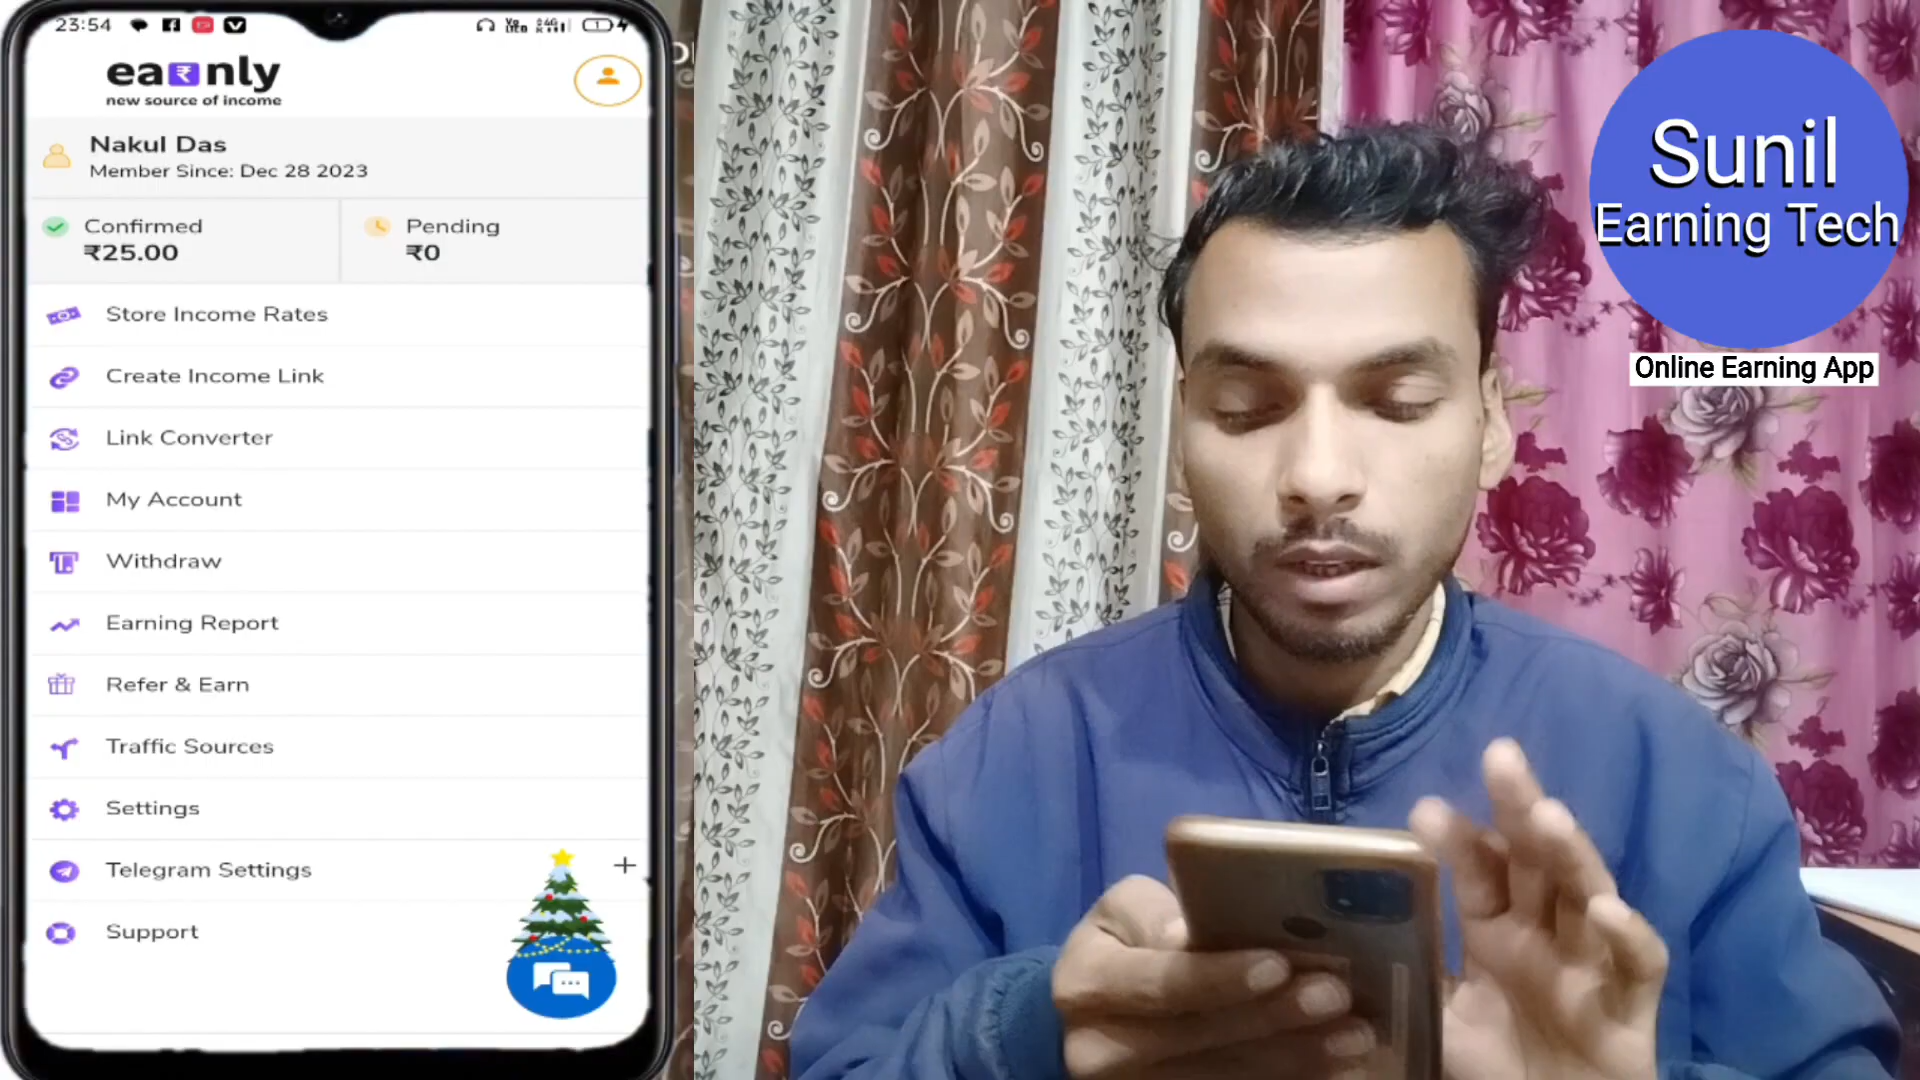 23:54
ea₹nly
new source of income
Nakul Das
Member Since: Dec 28 2023
Confirmed
₹25.00
Pending
₹0
Store Income Rates
Create Income Link
Link Converter
My Account
Withdraw
Earning Report
Refer & Earn
Traffic Sources
Settings
Telegram Settings
+
Support
Sunil
Earning Tech
Online Earning App